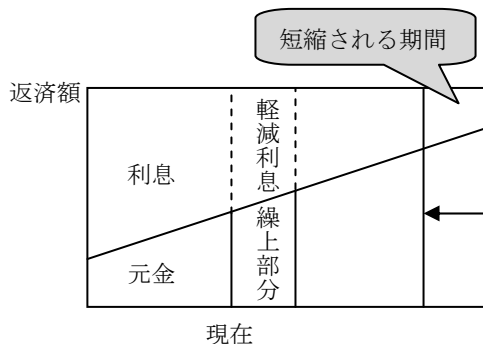 短縮される期間
返済額
軽減利息
利息
繰上部分
元金
現在